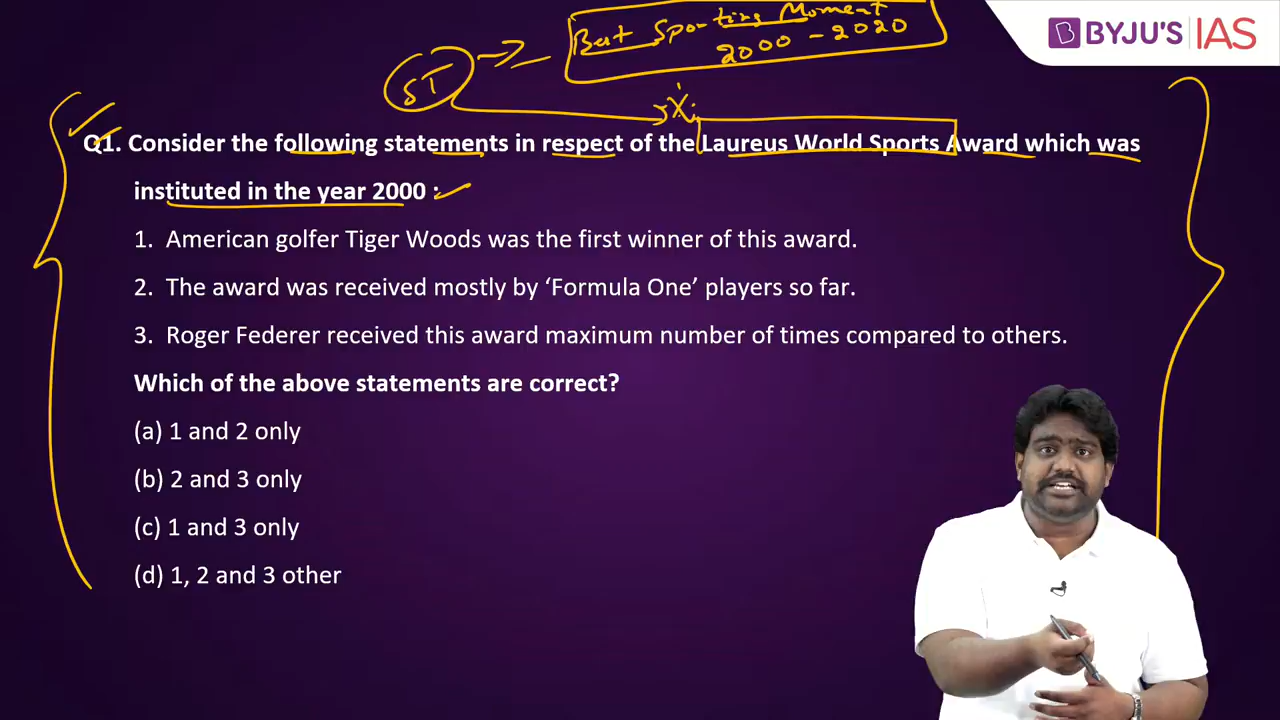 Best Sporting Moment
2000 - 2020
BYJU'S IAS
ST
Q1. Consider the following statements in respect of the Laureus World Sports Award which was
instituted in the year 2000 :
1. American golfer Tiger Woods was the first winner of this award.
2. The award was received mostly by ‘Formula One’ players so far.
3. Roger Federer received this award maximum number of times compared to others.
Which of the above statements are correct?
(a) 1 and 2 only
(b) 2 and 3 only
(c) 1 and 3 only
(d) 1, 2 and 3 other